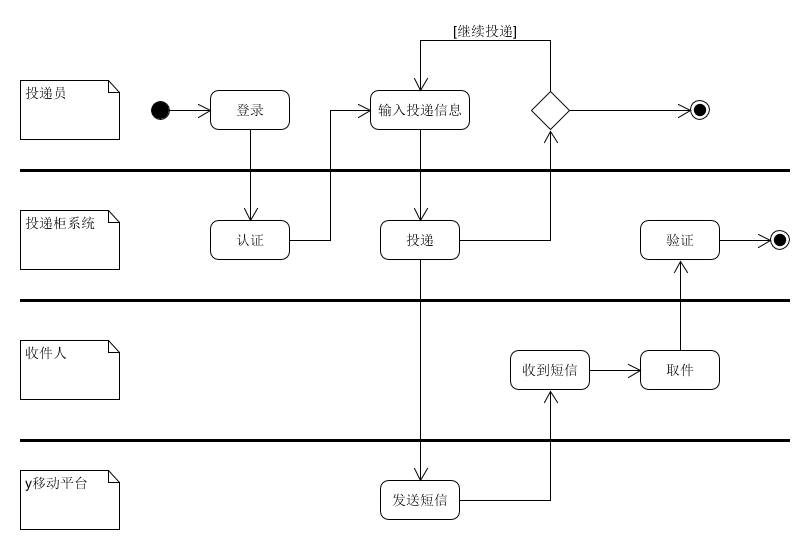 [继续投递]
投递员
登录
输入投递信息
投递柜系统
认证
投递
验证
收件人
收到短信
取件
y移动平台
发送短信